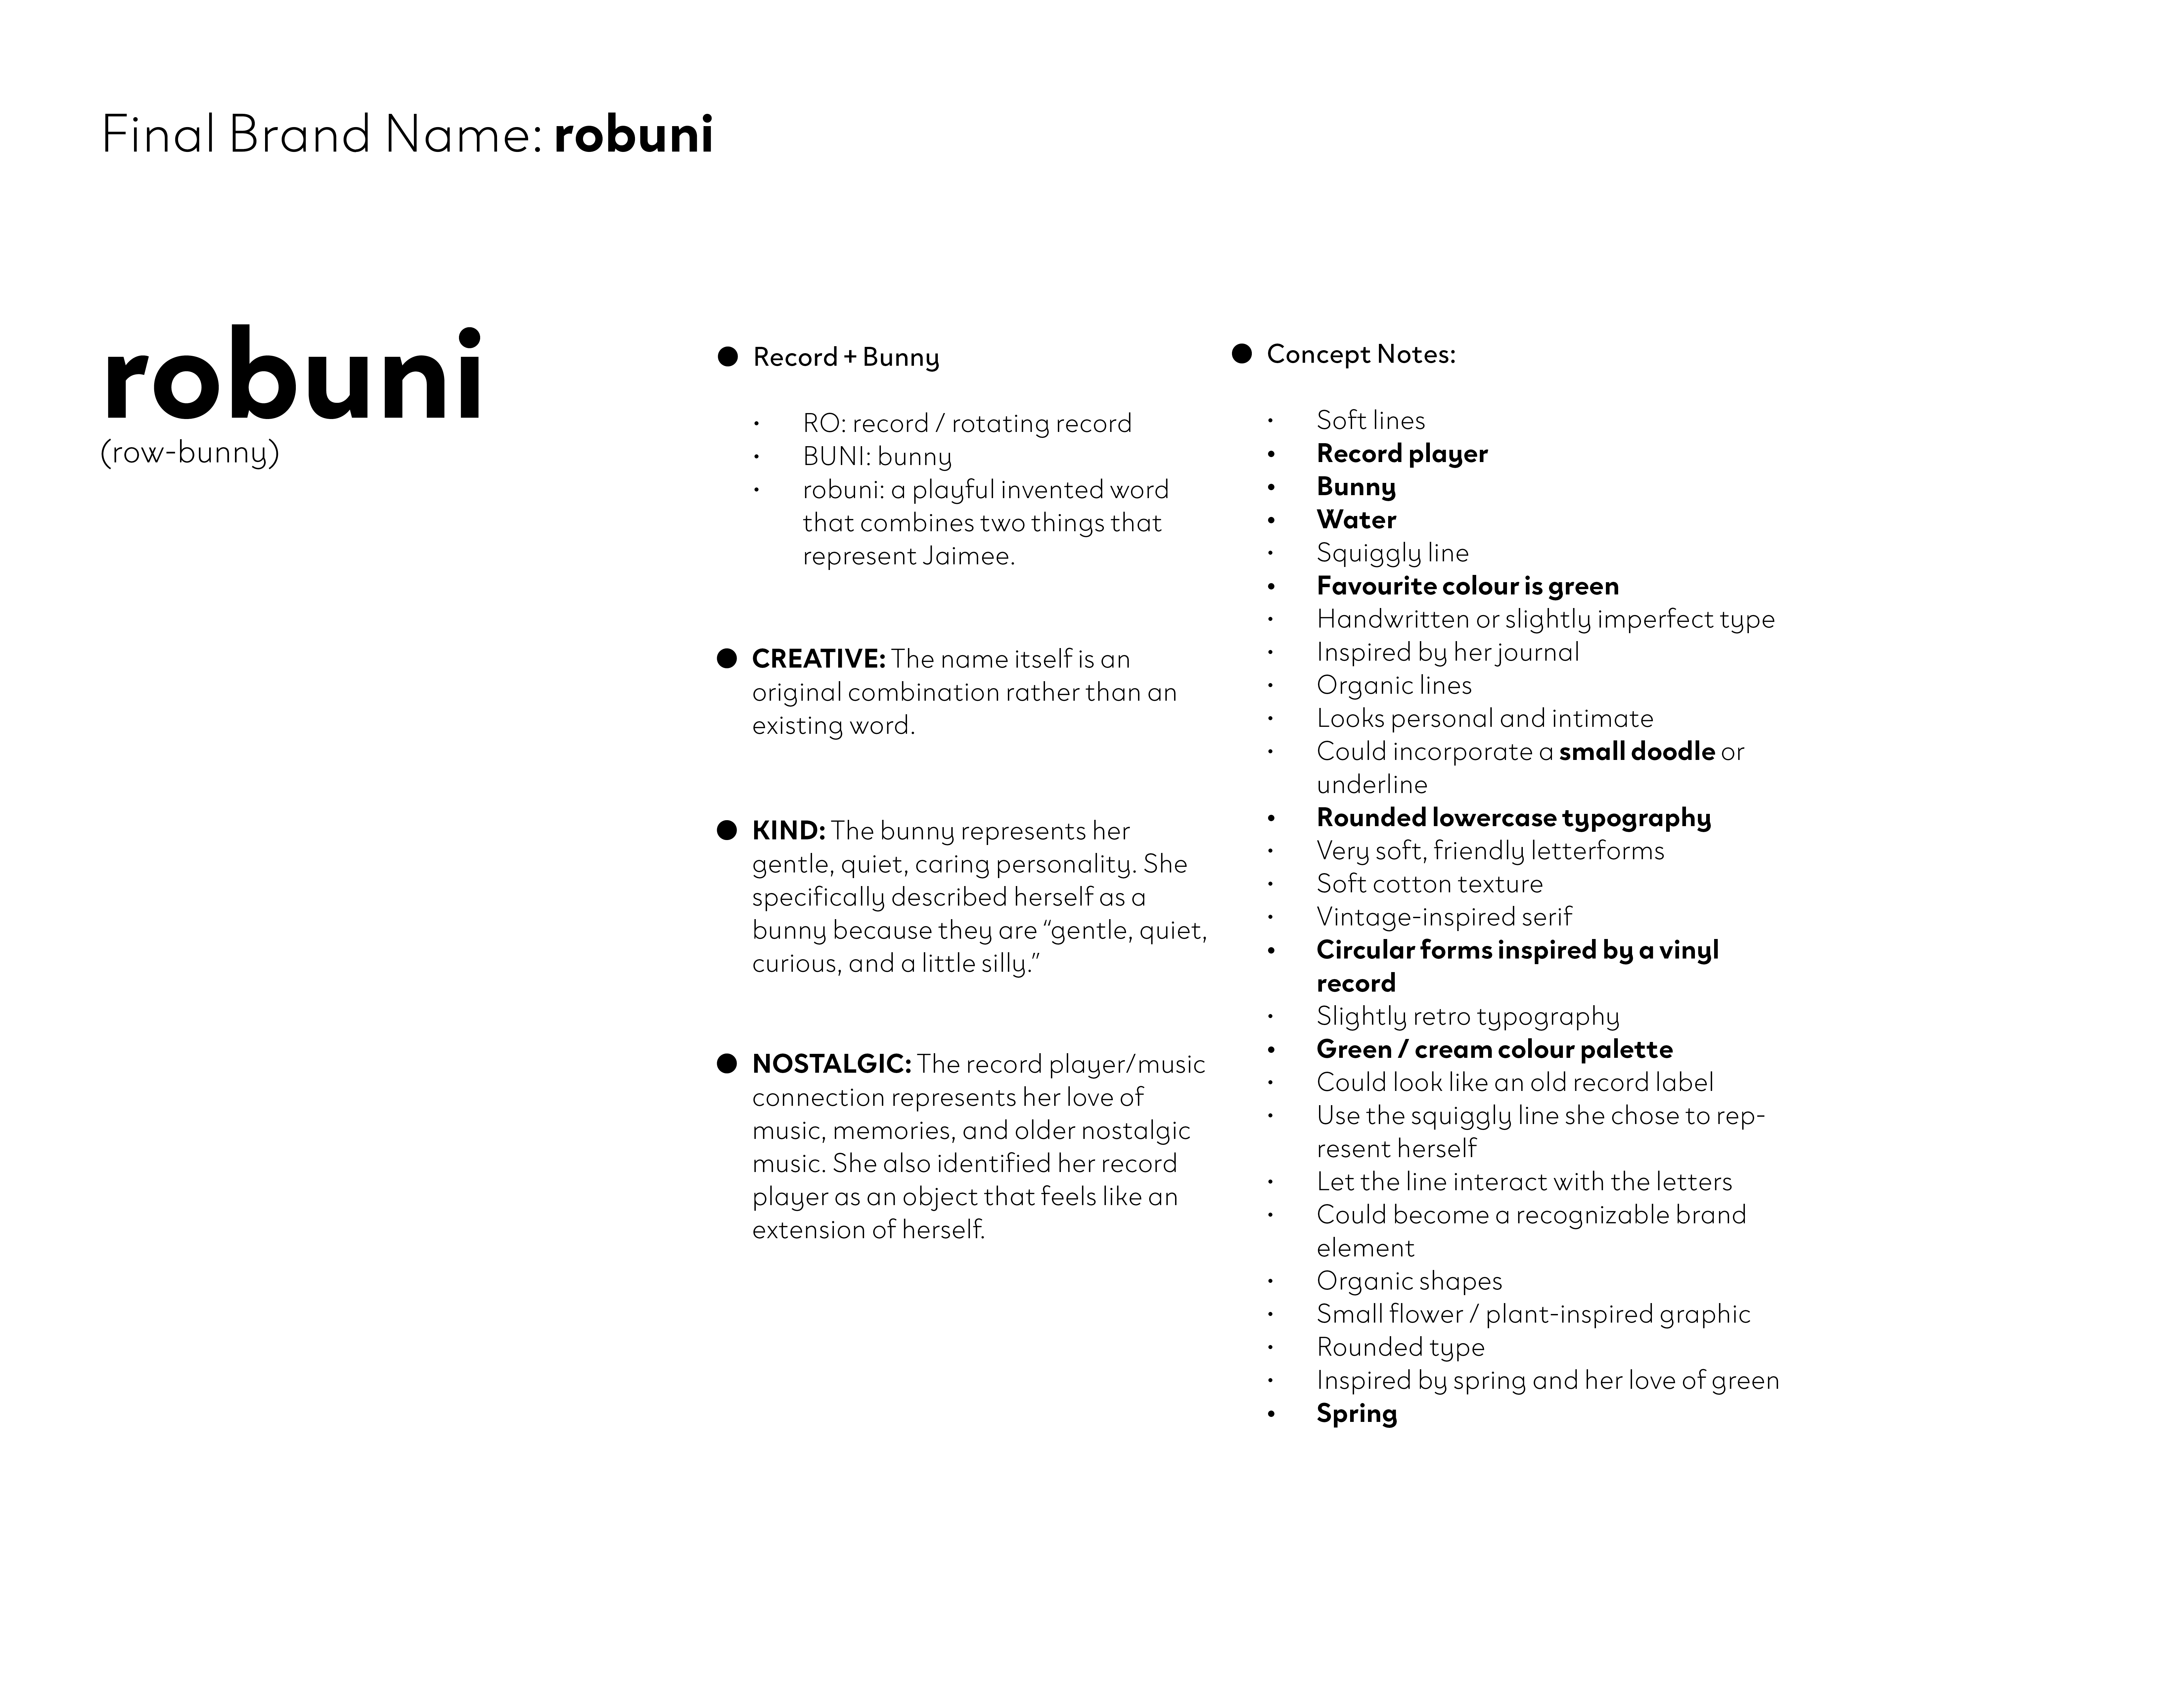 Final Brand Name: robuni
robuni
(row-bunny)
● Record + Bunny
• RO: record / rotating record
• BUNI: bunny
• robuni: a playful invented word
that combines two things that
represent Jaimee.
● CREATIVE: The name itself is an
original combination rather than an
existing word.
● KIND: The bunny represents her
gentle, quiet, caring personality. She
specifically described herself as a
bunny because they are “gentle, quiet,
curious, and a little silly.”
● NOSTALGIC: The record player/music
connection represents her love of
music, memories, and older nostalgic
music. She also identified her record
player as an object that feels like an
extension of herself.
● Concept Notes:
• Soft lines
• Record player
• Bunny
• Water
• Squiggly line
• Favourite colour is green
• Handwritten or slightly imperfect type
• Inspired by her journal
• Organic lines
• Looks personal and intimate
• Could incorporate a small doodle or
underline
• Rounded lowercase typography
• Very soft, friendly letterforms
• Soft cotton texture
• Vintage-inspired serif
• Circular forms inspired by a vinyl
record
• Slightly retro typography
• Green / cream colour palette
• Could look like an old record label
• Use the squiggly line she chose to rep-
resent herself
• Let the line interact with the letters
• Could become a recognizable brand
element
• Organic shapes
• Small flower / plant-inspired graphic
• Rounded type
• Inspired by spring and her love of green
• Spring